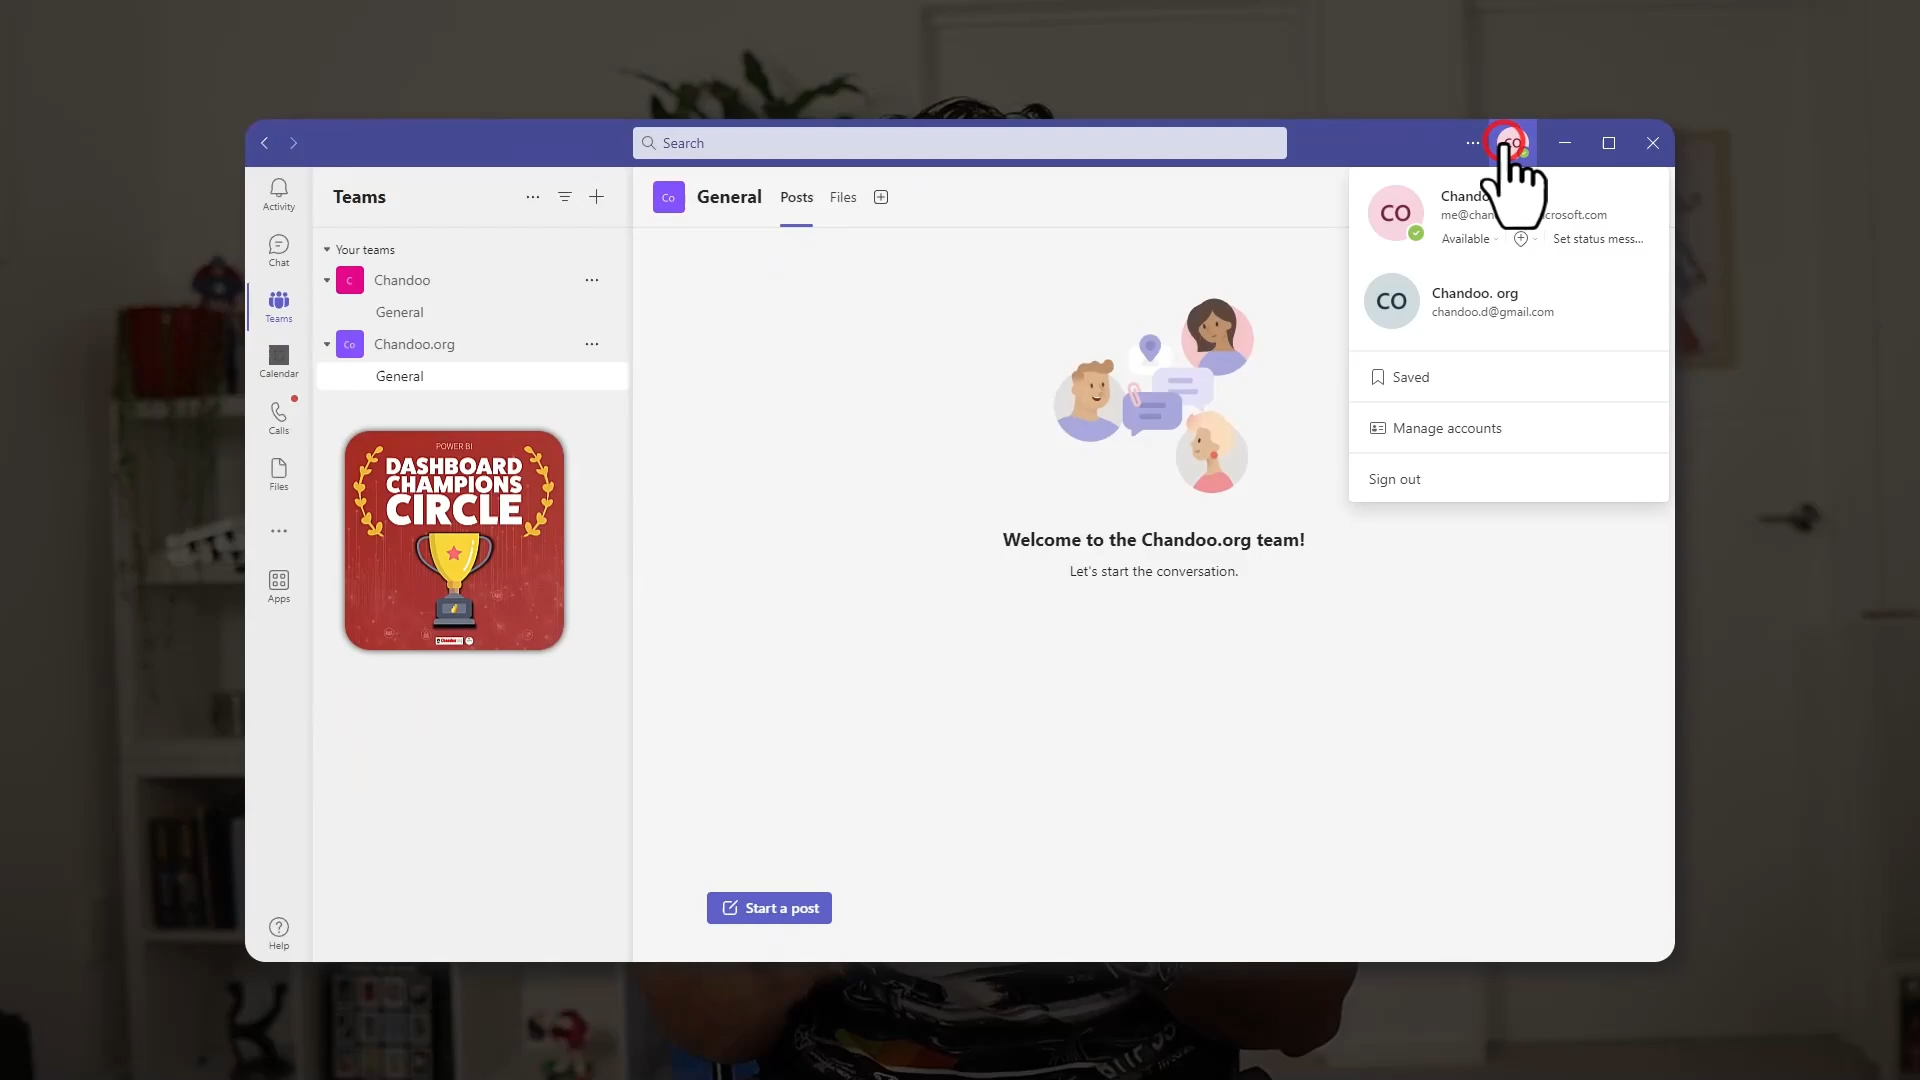 Search
CO
Activity
Chat
Teams
Calendar
Calls
Files
Apps
Help
Teams
Your teams
C Chandoo
General
Co Chandoo.org
General
POWER BI
DASHBOARD
CHAMPIONS
CIRCLE
Co General Posts Files
Welcome to the Chandoo.org team!
Let's start the conversation.
Start a post
CO
Available
Set status mess...
CO
Chandoo. org
chandoo.d@gmail.com
Saved
Manage accounts
Sign out